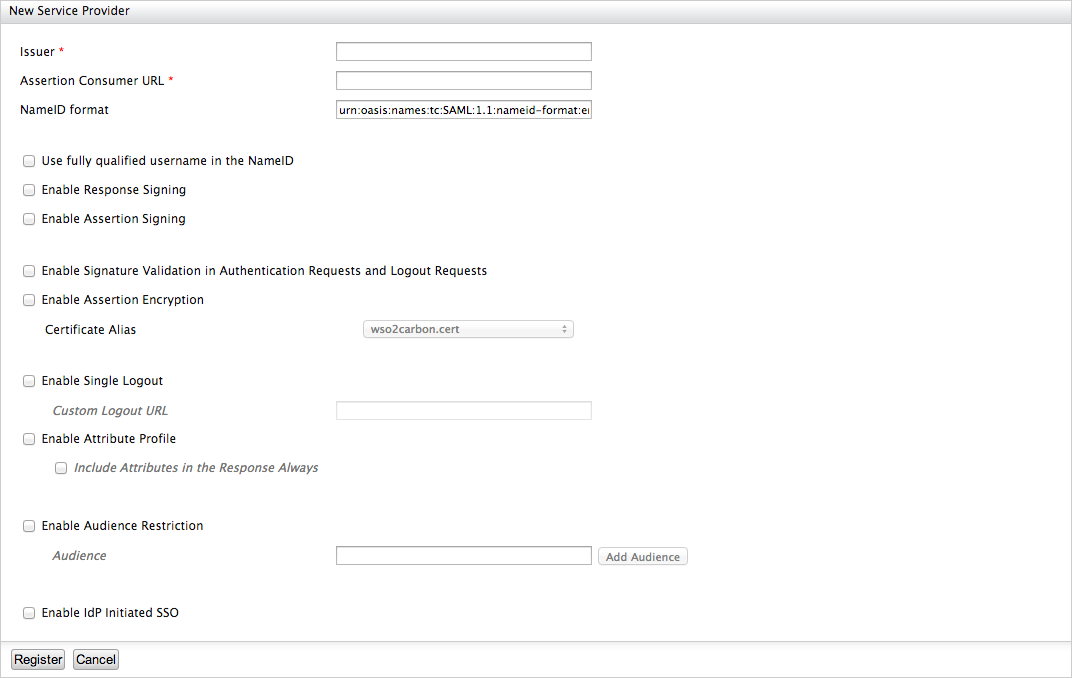 New Service Provider
Issuer *
Assertion Consumer URL *
NameID format urn:oasis:names:tc:SAML:1.1:nameid-format:e
Use fully qualified username in the NameID
Enable Response Signing
Enable Assertion Signing
Enable Signature Validation in Authentication Requests and Logout Requests
Enable Assertion Encryption
Certificate Alias wso2carbon.cert
Enable Single Logout
Custom Logout URL
Enable Attribute Profile
Include Attributes in the Response Always
Enable Audience Restriction
Audience Add Audience
Enable IdP Initiated SSO
Register Cancel